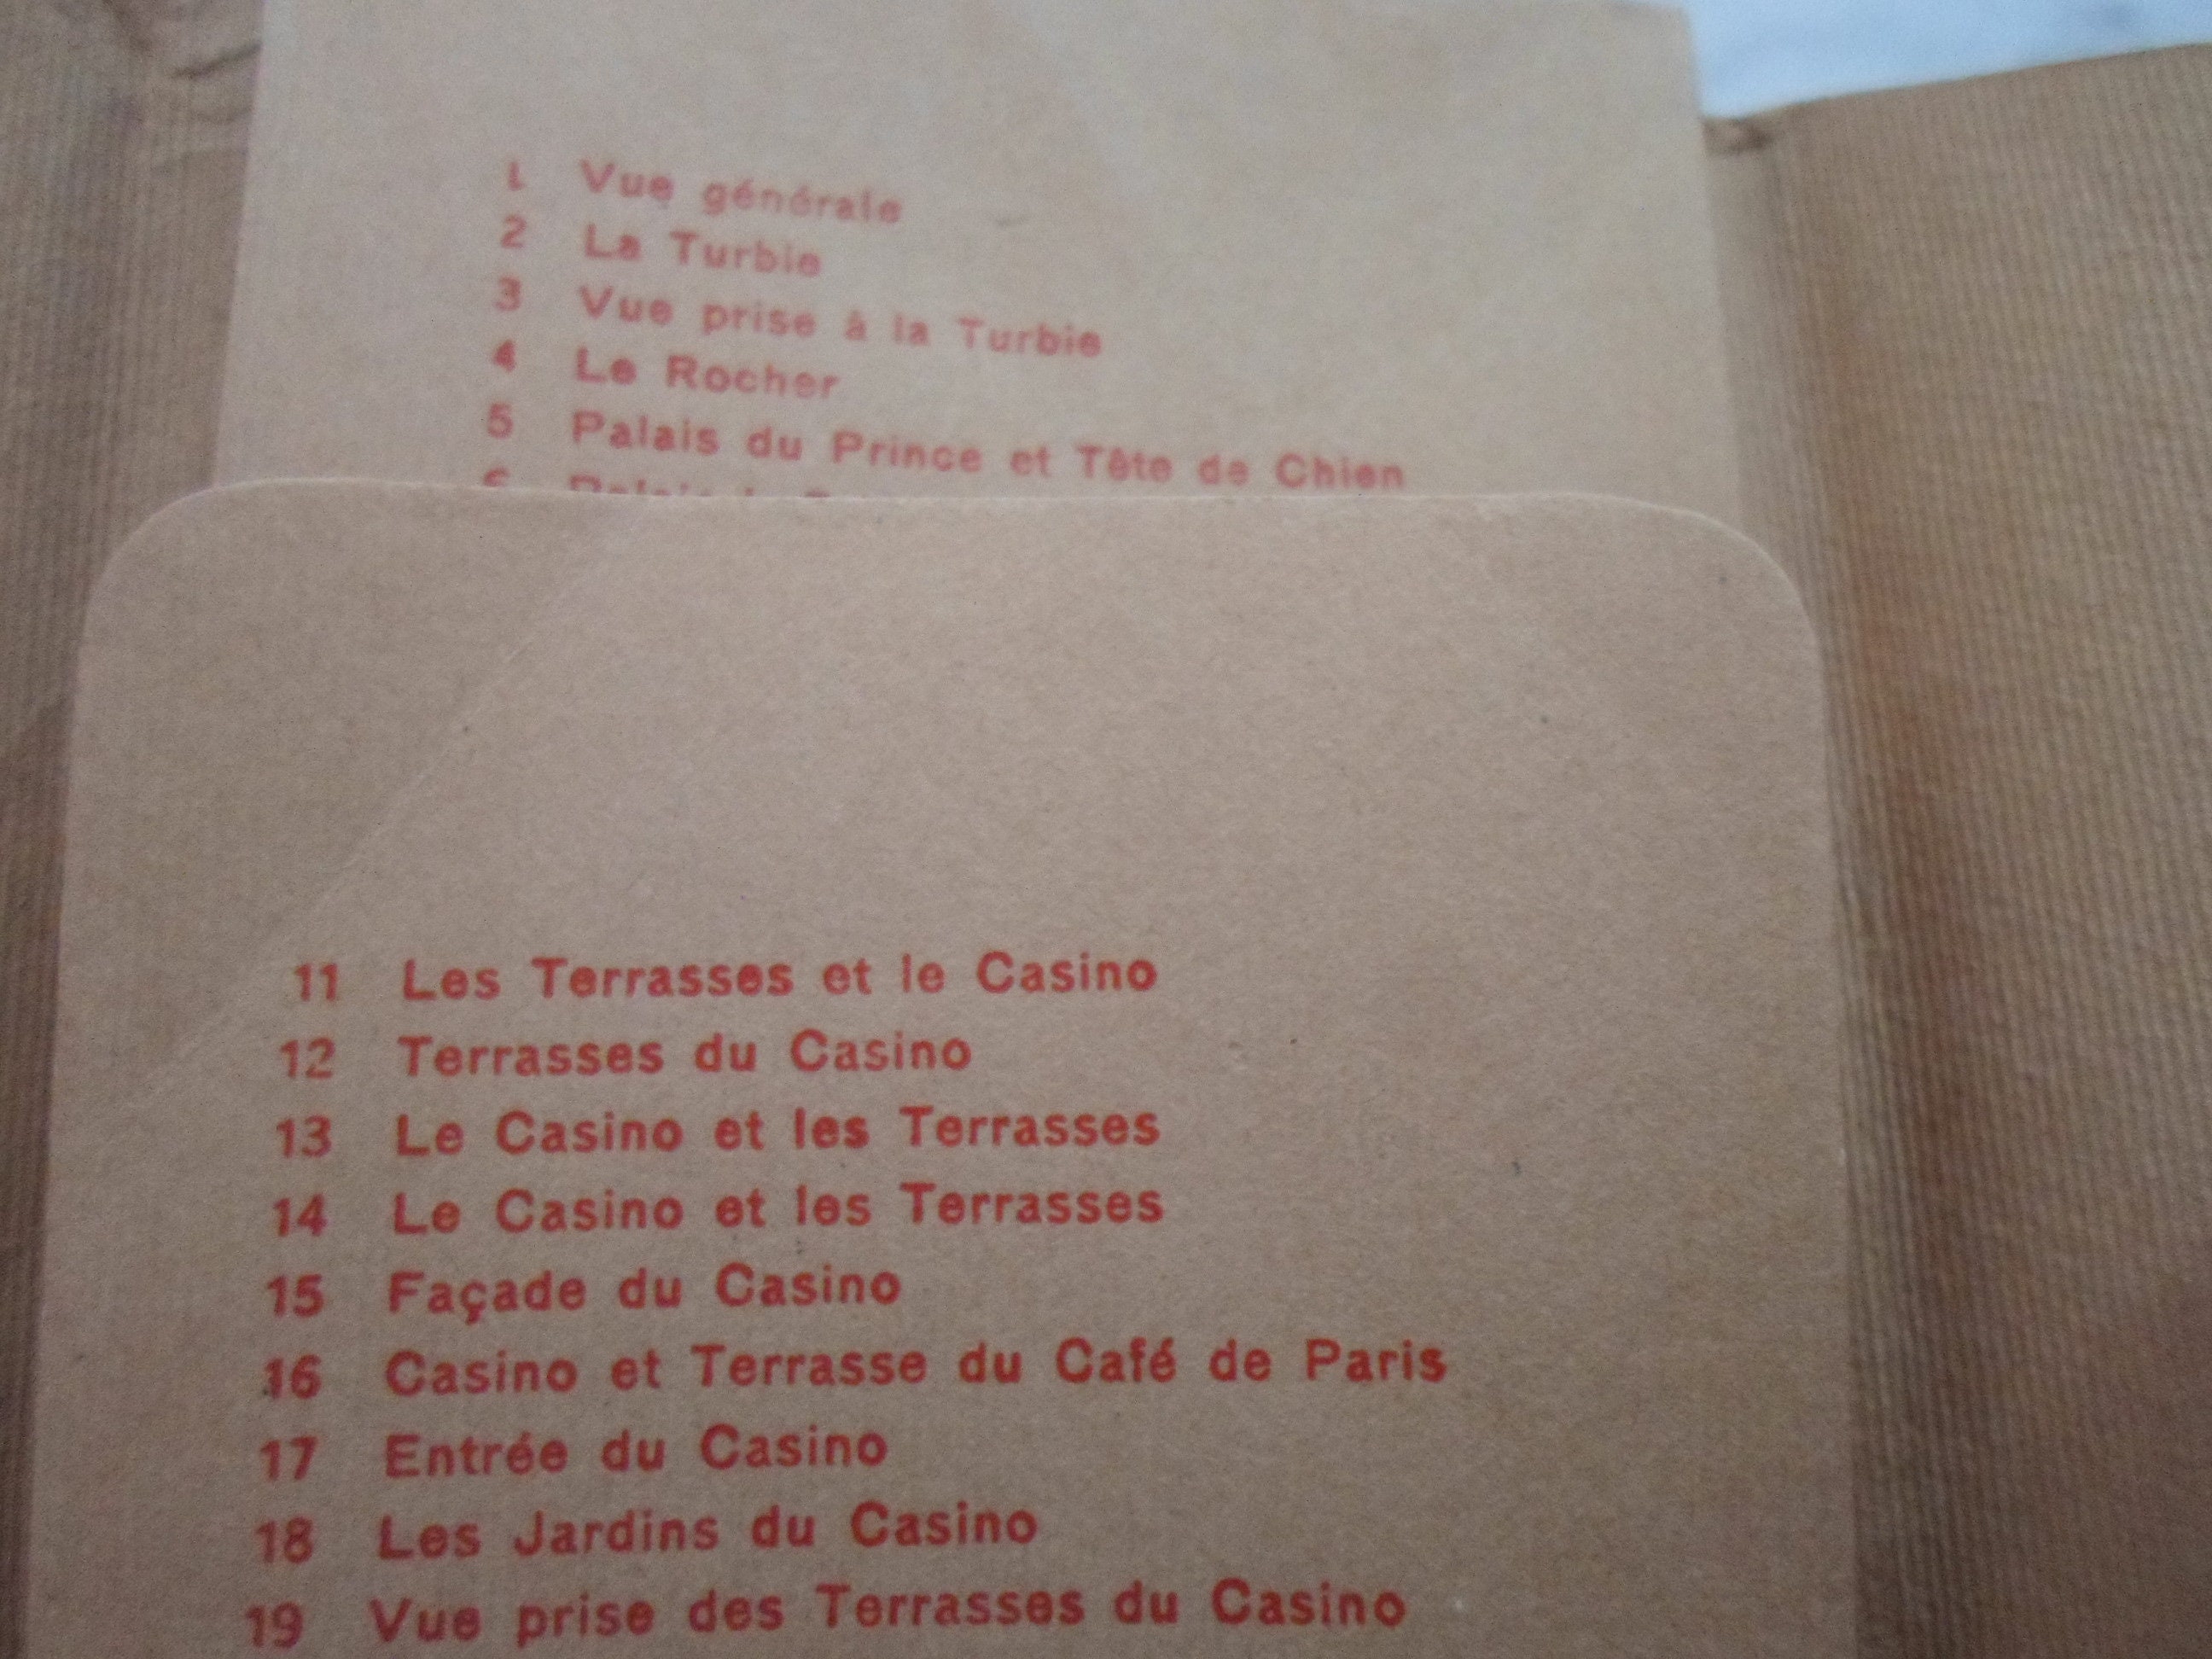 1 Vue générale
2 La Turbie
3 Vue prise à la Turbie
4 Le Rocher
5 Palais du Prince et Tête de Chien
6 Palais
11 Les Terrasses et le Casino
12 Terrasses du Casino
13 Le Casino et les Terrasses
14 Le Casino et les Terrasses
15 Façade du Casino
16 Casino et Terrasse du Café de Paris
17 Entrée du Casino
18 Les Jardins du Casino
19 Vue prise des Terrasses du Casino